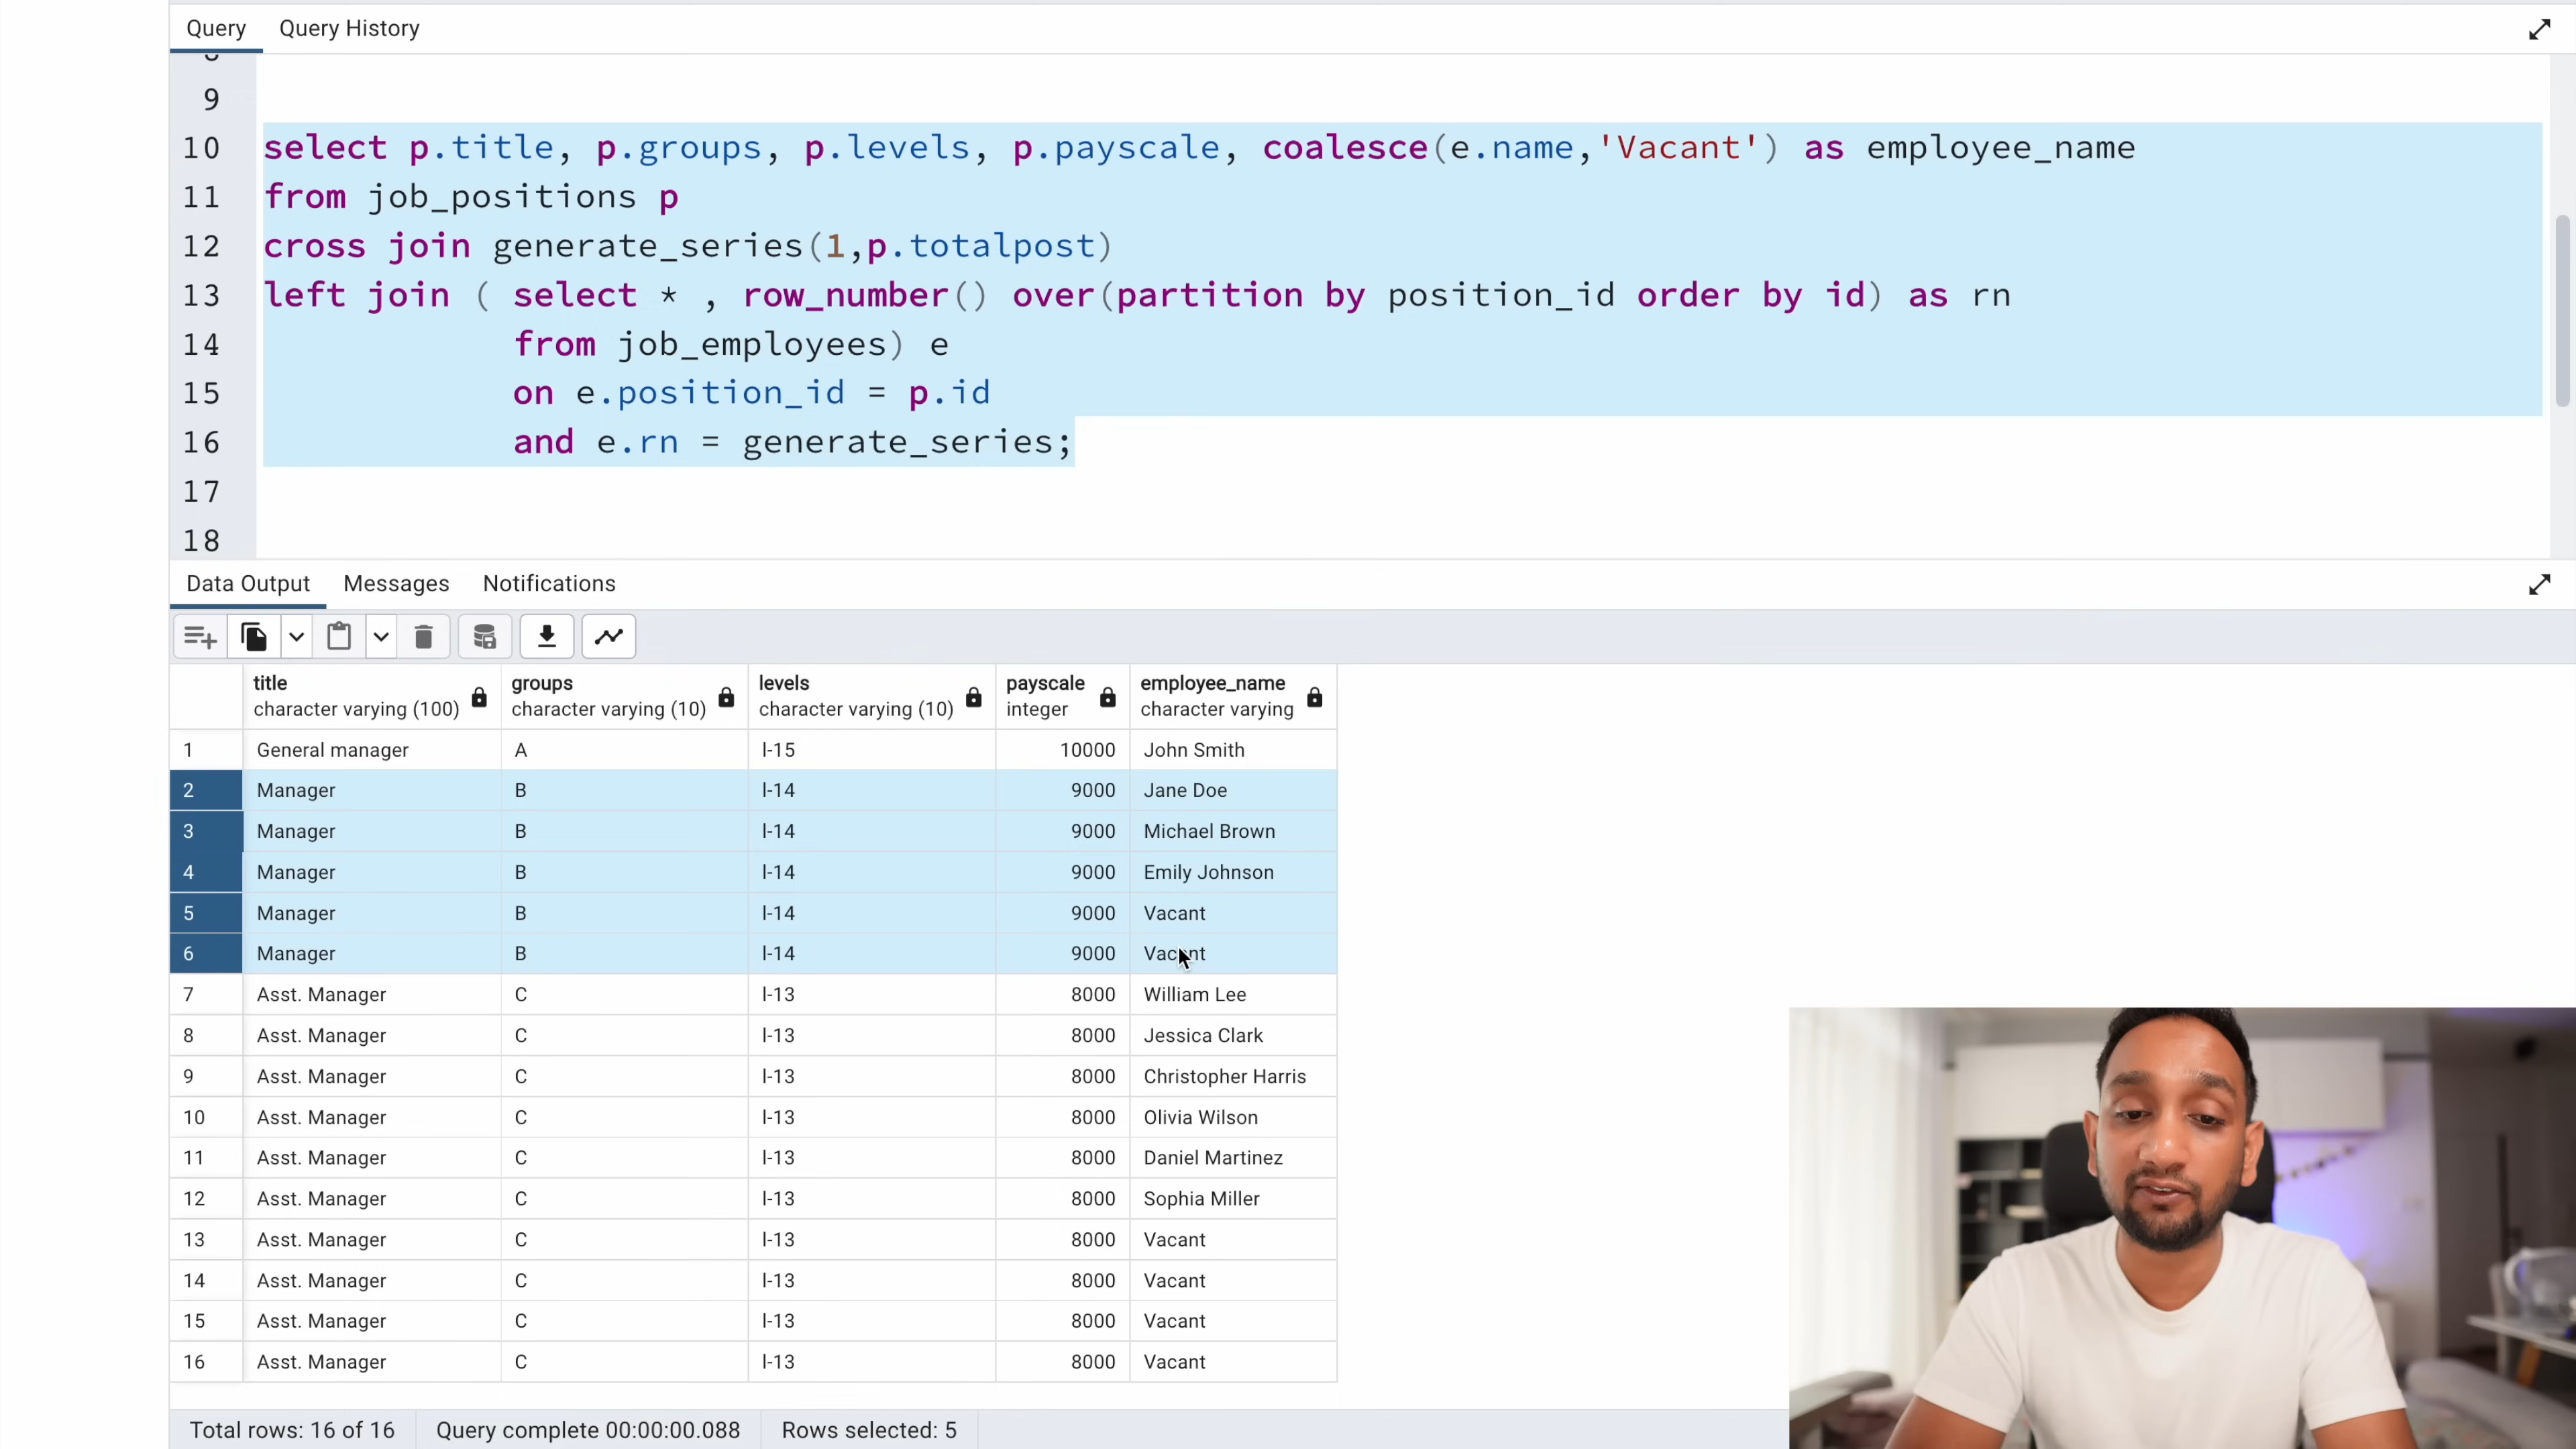 Query Query History
9
10 select p.title, p.groups, p.levels, p.payscale, coalesce(e.name,'Vacant') as employee_name
11 from job_positions p
12 cross join generate_series(1,p.totalpost)
13 left join ( select * , row_number() over(partition by position_id order by id) as rn
14 from job_employees) e
15 on e.position_id = p.id
16 and e.rn = generate_series;
17
18
Data Output Messages Notifications
title groups levels payscale employee_name
character varying (100) character varying (10) character varying (10) integer character varying
1 General manager A l-15 10000 John Smith
2 Manager B l-14 9000 Jane Doe
3 Manager B l-14 9000 Michael Brown
4 Manager B l-14 9000 Emily Johnson
5 Manager B l-14 9000 Vacant
6 Manager B l-14 9000 Vacant
7 Asst. Manager C l-13 8000 William Lee
8 Asst. Manager C l-13 8000 Jessica Clark
9 Asst. Manager C l-13 8000 Christopher Harris
10 Asst. Manager C l-13 8000 Olivia Wilson
11 Asst. Manager C l-13 8000 Daniel Martinez
12 Asst. Manager C l-13 8000 Sophia Miller
13 Asst. Manager C l-13 8000 Vacant
14 Asst. Manager C l-13 8000 Vacant
15 Asst. Manager C l-13 8000 Vacant
16 Asst. Manager C l-13 8000 Vacant
Total rows: 16 of 16 Query complete 00:00:00.088 Rows selected: 5